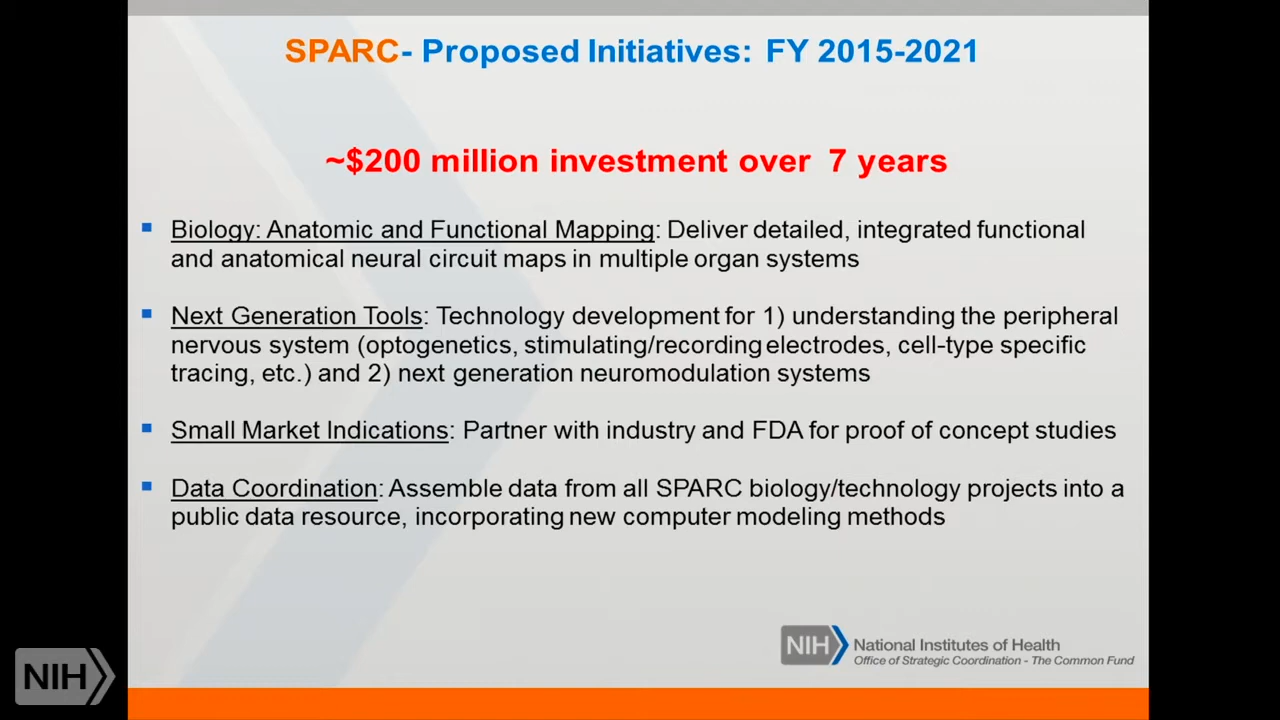 SPARC- Proposed Initiatives: FY 2015-2021
~$200 million investment over 7 years
Biology: Anatomic and Functional Mapping: Deliver detailed, integrated functional
and anatomical neural circuit maps in multiple organ systems
Next Generation Tools: Technology development for 1) understanding the peripheral
nervous system (optogenetics, stimulating/recording electrodes, cell-type specific
tracing, etc.) and 2) next generation neuromodulation systems
Small Market Indications: Partner with industry and FDA for proof of concept studies
Data Coordination: Assemble data from all SPARC biology/technology projects into a
public data resource, incorporating new computer modeling methods
NIH National Institutes of Health
Office of Strategic Coordination - The Common Fund
NIH